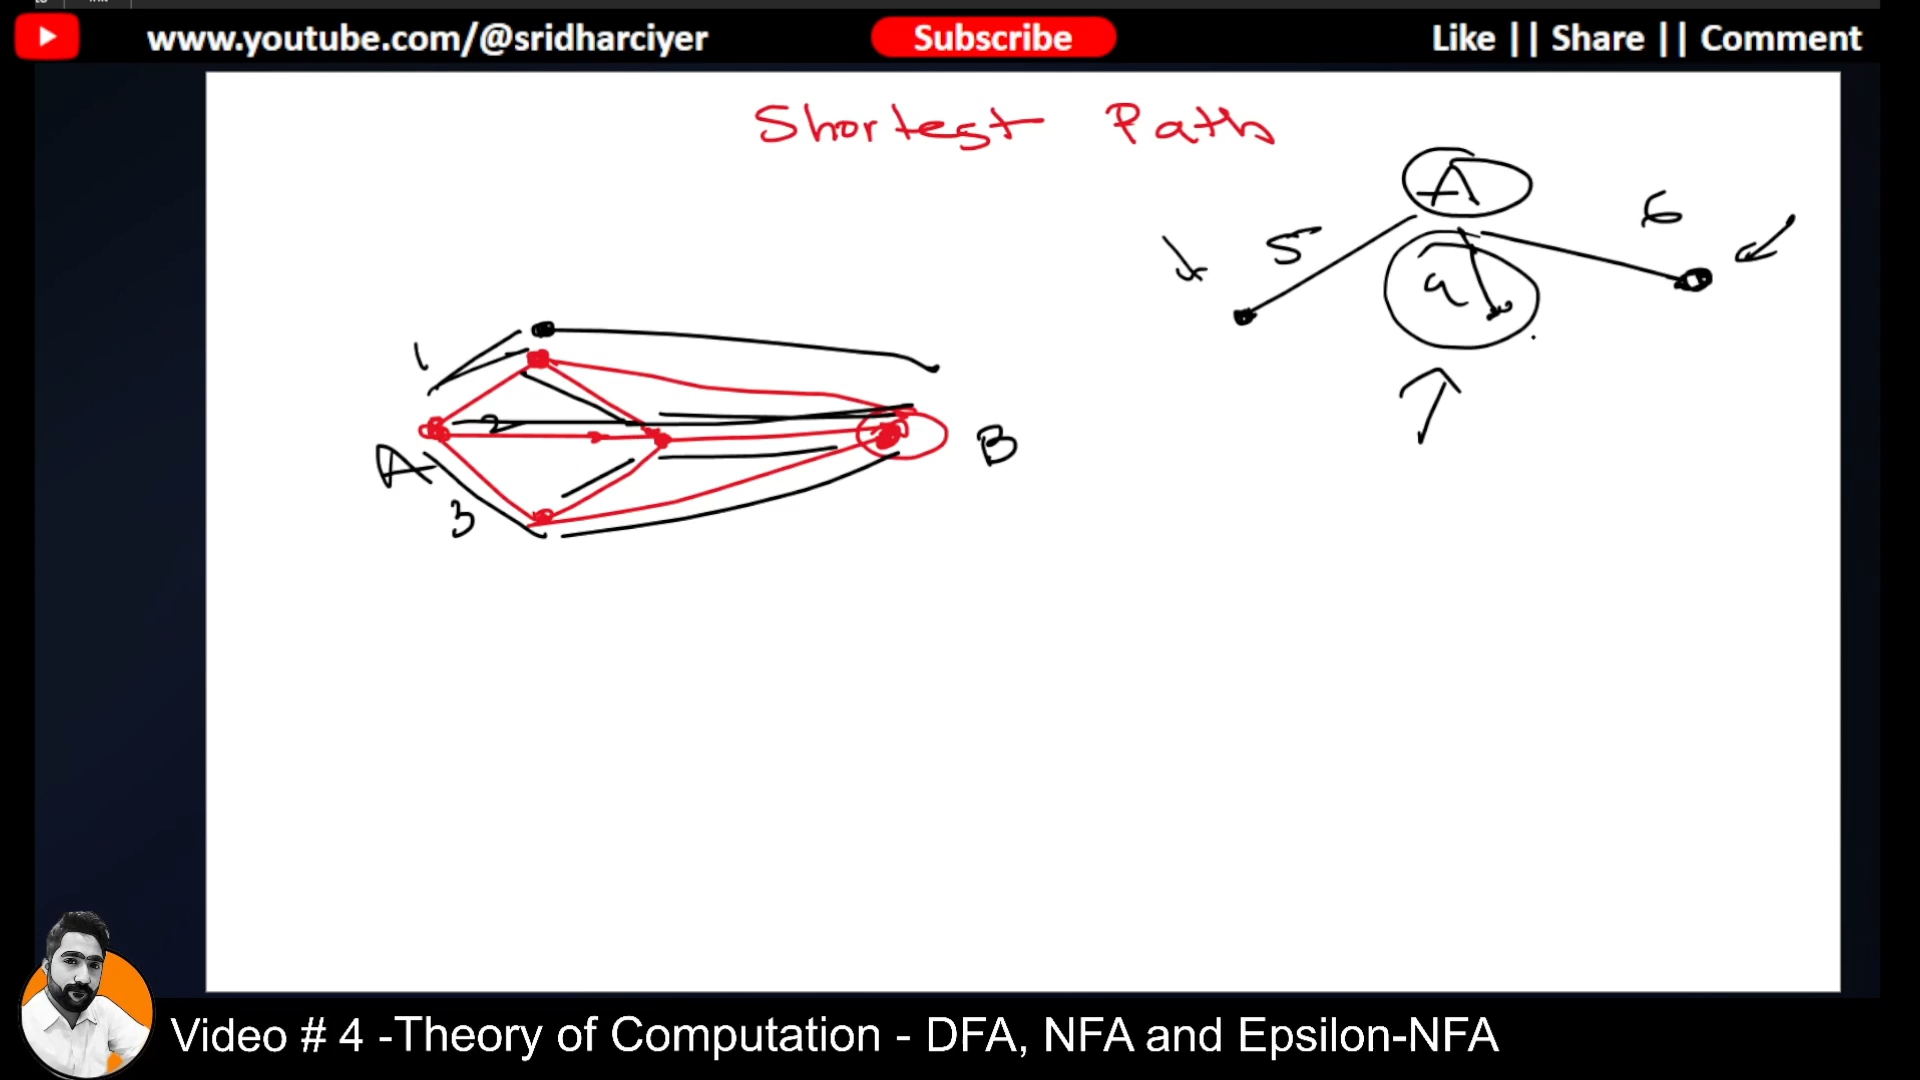 www.youtube.com/@sridharciyer Subscribe Like || Share || Comment
Shortest Path
A
5 6
a
1
2
A B
3
Video # 4 -Theory of Computation - DFA, NFA and Epsilon-NFA